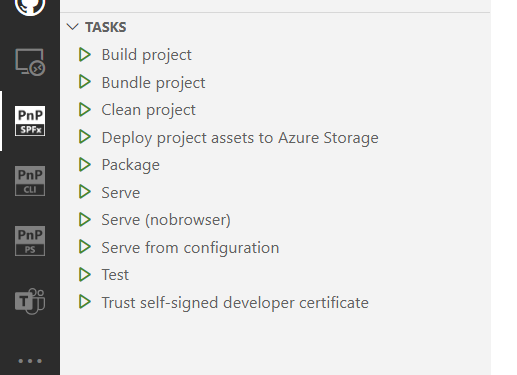 TASKS
Build project
Bundle project
Clean project
Deploy project assets to Azure Storage
Package
Serve
Serve (nobrowser)
Serve from configuration
Test
Trust self-signed developer certificate
PnP
SPFx
PnP
CLI
PnP
PS
T